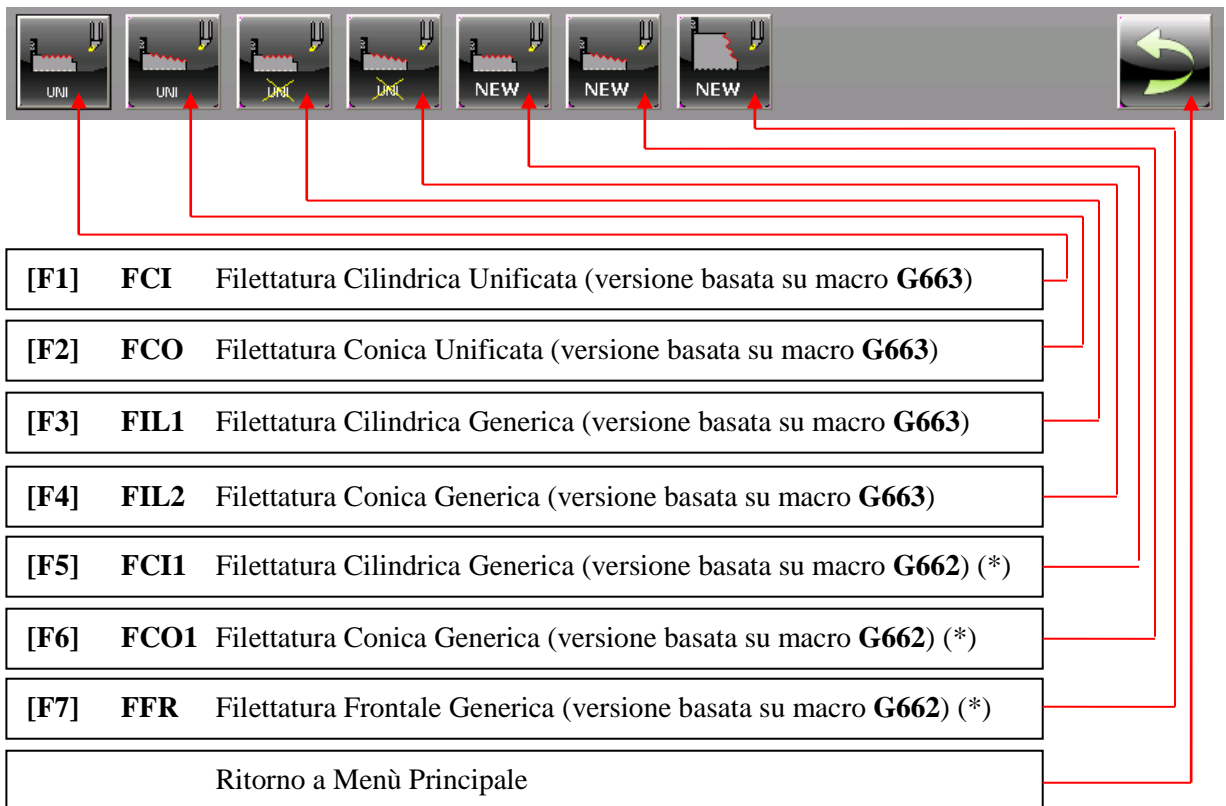 UNI UNI UNI UNI NEW NEW NEW
[F1] FCI Filettatura Cilindrica Unificata (versione basata su macro G663)
[F2] FCO Filettatura Conica Unificata (versione basata su macro G663)
[F3] FIL1 Filettatura Cilindrica Generica (versione basata su macro G663)
[F4] FIL2 Filettatura Conica Generica (versione basata su macro G663)
[F5] FCI1 Filettatura Cilindrica Generica (versione basata su macro G662) (*)
[F6] FCO1 Filettatura Conica Generica (versione basata su macro G662) (*)
[F7] FFR Filettatura Frontale Generica (versione basata su macro G662) (*)
Ritorno a Menù Principale